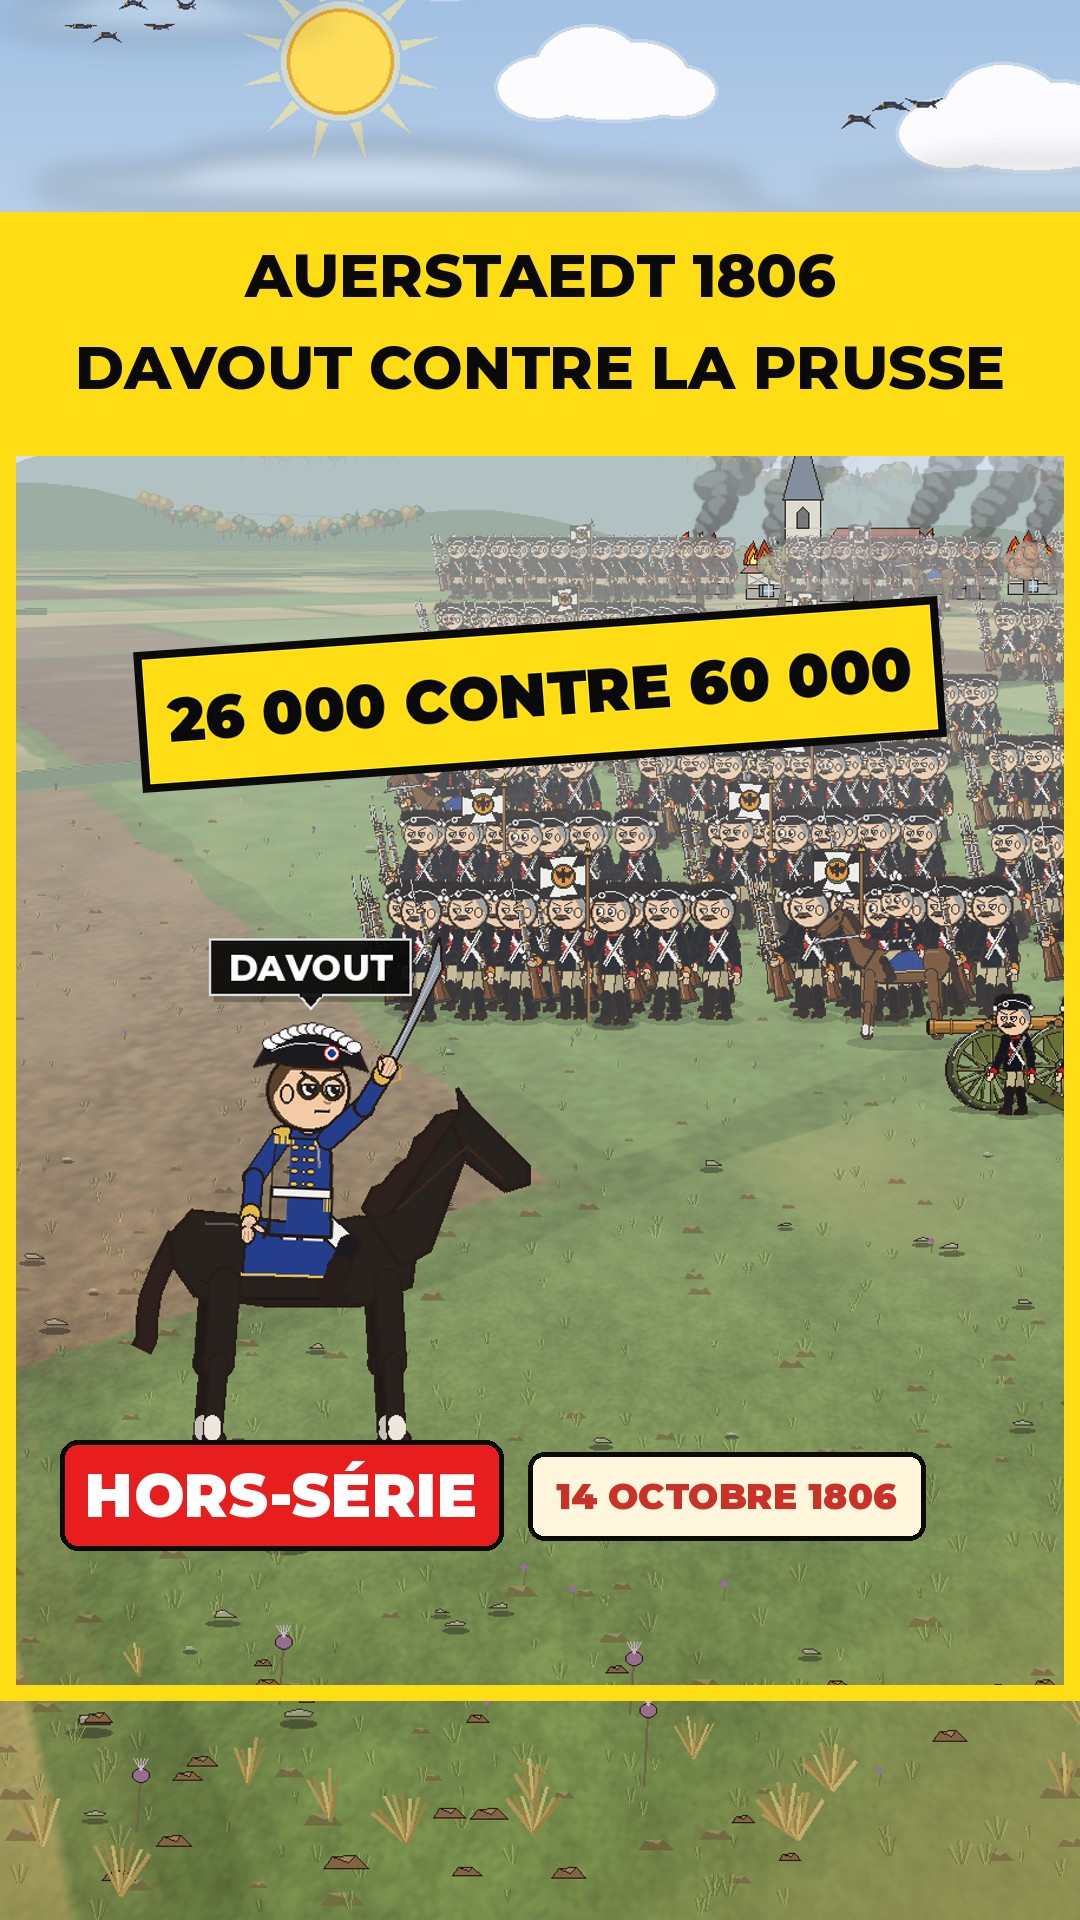 AUERSTAEDT 1806
DAVOUT CONTRE LA PRUSSE
26 000 CONTRE 60 000
DAVOUT
HORS-SÉRIE
14 OCTOBRE 1806